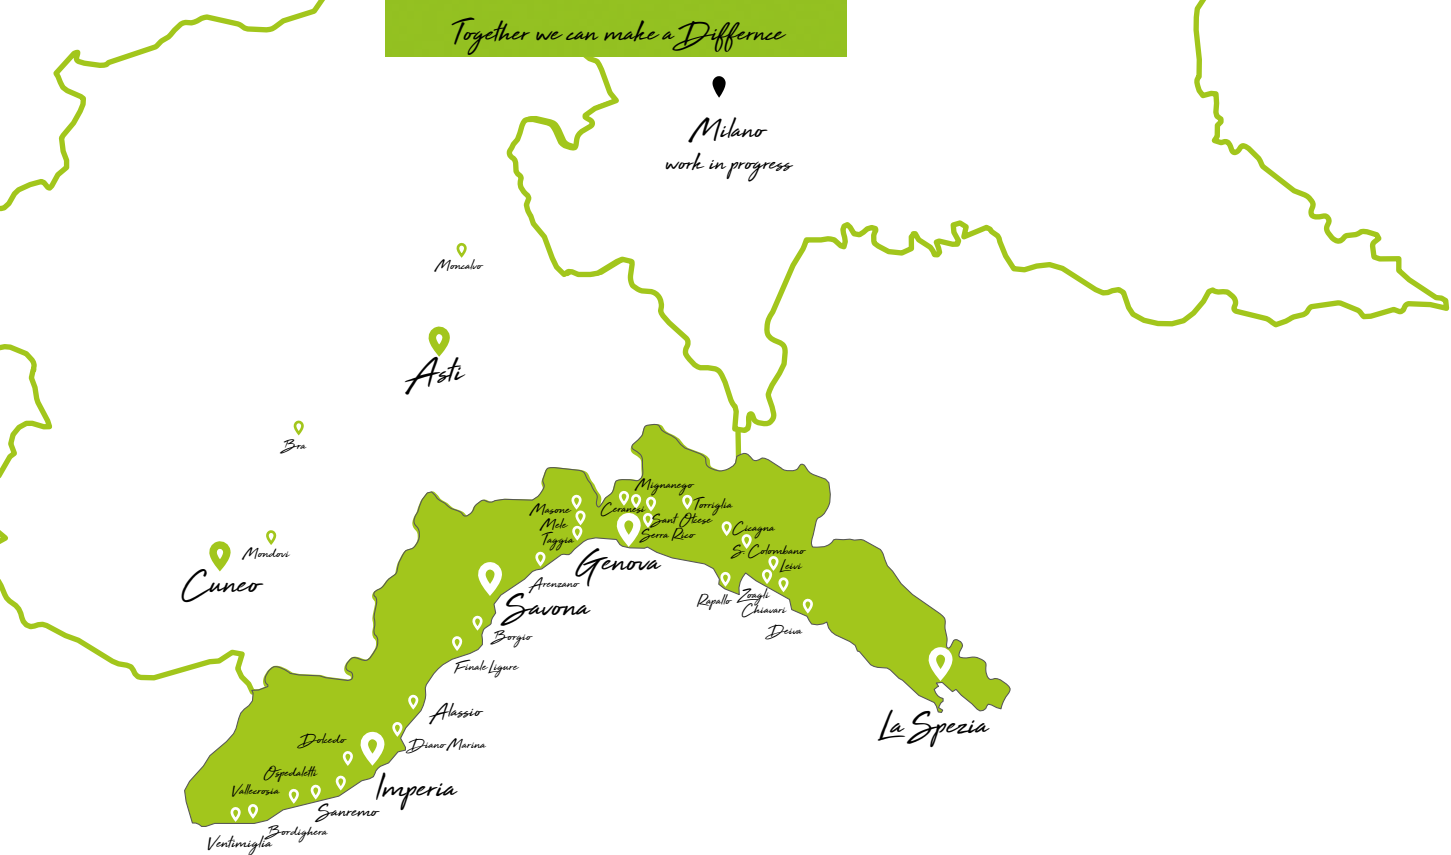 Together we can make a Differnce
Milano
work in progress
Moncalvo
Asti
Bra
Mondovì
Cuneo
Mignanego
Masone
Ceranesi
Torriglia
Mele
Sant Olcese
Cicagna
Taggia
Serra Rico
S. Colombano
Genova
Leivi
Arenzano
Savona
Rapallo
Zoagli
Chiavari
Deiva
Borgio
Finale Ligure
Alassio
La Spezia
Dolcedo
Diano Marina
Ospedaletti
Vallecrosia
Imperia
Sanremo
Bordighera
Ventimiglia